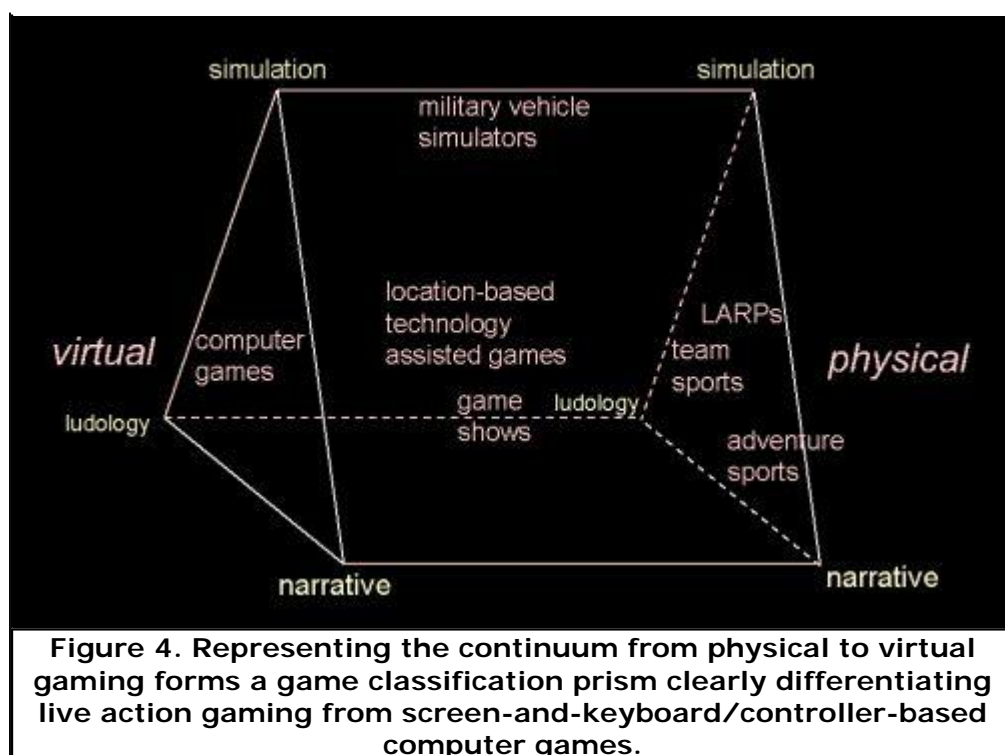 simulation
simulation
military vehicle
simulators
location-based
technology
assisted games
LARPs
virtual
computer
games
team
sports
physical
ludology
game
shows
ludology
adventure
sports
narrative
narrative
Figure 4. Representing the continuum from physical to virtual
gaming forms a game classification prism clearly differentiating
live action gaming from screen-and-keyboard/controller-based
computer games.